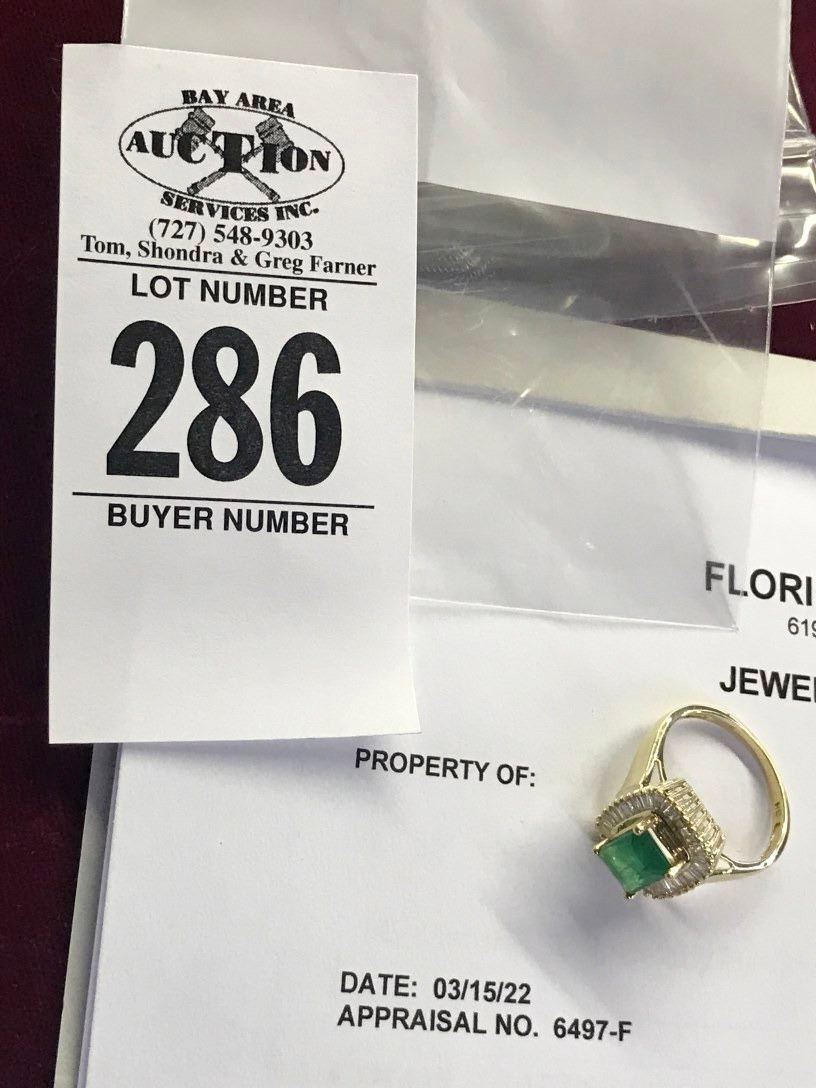 BAY AREA
AUCTION
SERVICES INC.
(727) 548-9303
Tom, Shondra & Greg Farner
LOT NUMBER
286
BUYER NUMBER
FLORI
619
JEWE
PROPERTY OF:
DATE: 03/15/22
APPRAISAL NO. 6497-F